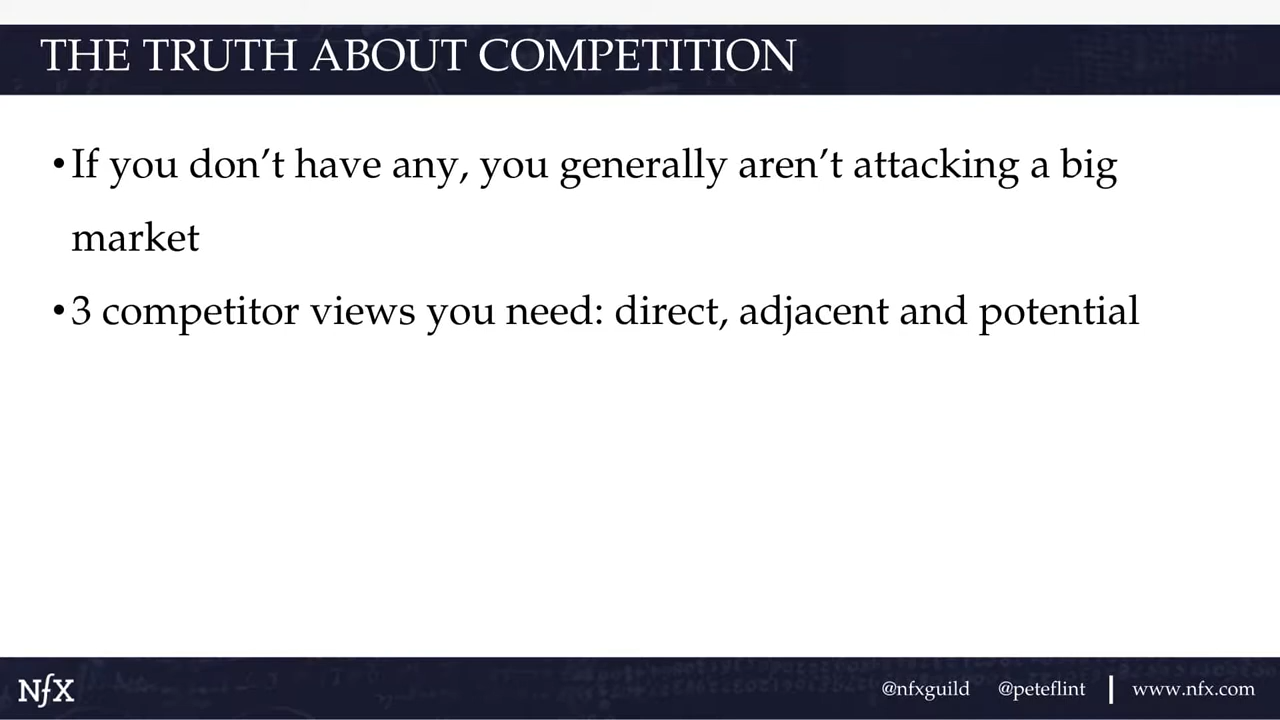 THE TRUTH ABOUT COMPETITION
•If you don’t have any, you generally aren’t attacking a big
market
•3 competitor views you need: direct, adjacent and potential
NfX
@nfxguild @peteflint | www.nfx.com